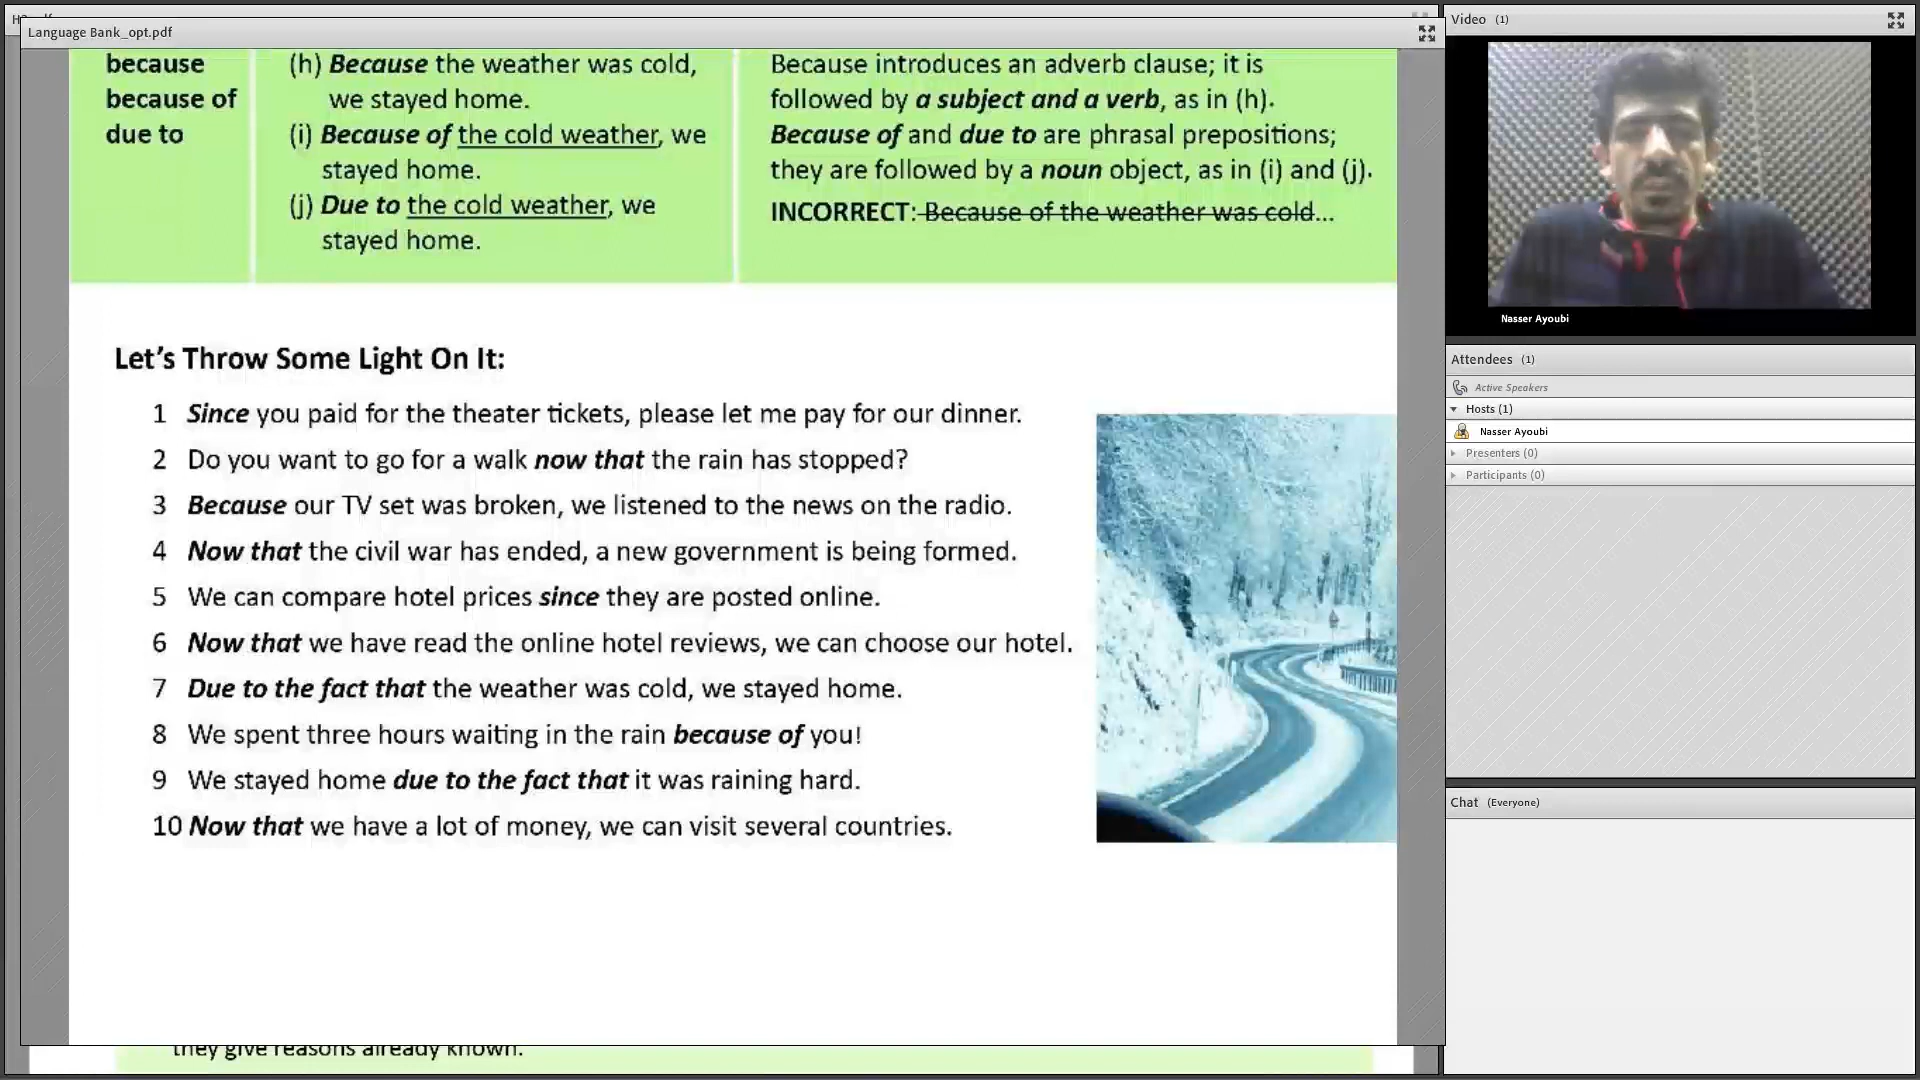 Language Bank_opt.pdf
because
because of
due to
(h) Because the weather was cold,
we stayed home.
(i) Because of the cold weather, we
stayed home.
(j) Due to the cold weather, we
stayed home.
Because introduces an adverb clause; it is
followed by a subject and a verb, as in (h).
Because of and due to are phrasal prepositions;
they are followed by a noun object, as in (i) and (j).
INCORRECT: Because of the weather was cold...
Let's Throw Some Light On It:
1 Since you paid for the theater tickets, please let me pay for our dinner.
2 Do you want to go for a walk now that the rain has stopped?
3 Because our TV set was broken, we listened to the news on the radio.
4 Now that the civil war has ended, a new government is being formed.
5 We can compare hotel prices since they are posted online.
6 Now that we have read the online hotel reviews, we can choose our hotel.
7 Due to the fact that the weather was cold, we stayed home.
8 We spent three hours waiting in the rain because of you!
9 We stayed home due to the fact that it was raining hard.
10 Now that we have a lot of money, we can visit several countries.
they give reasons already known.
Video (1)
Nasser Ayoubi
Attendees (1)
Active Speakers
Hosts (1)
Nasser Ayoubi
Presenters (0)
Participants (0)
Chat (Everyone)